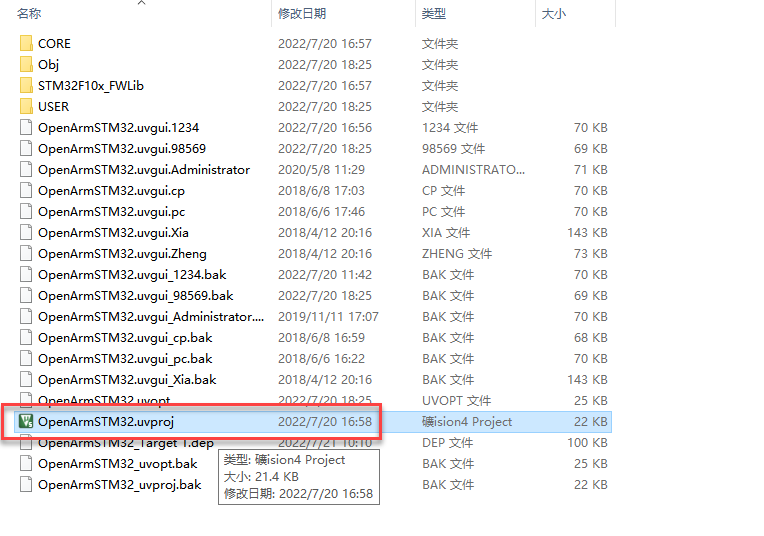 名称 修改日期 类型 大小
CORE 2022/7/20 16:57 文件夹
Obj 2022/7/20 18:25 文件夹
STM32F10x_FWLib 2022/7/20 16:57 文件夹
USER 2022/7/20 18:25 文件夹
OpenArmSTM32.uvgui.1234 2022/7/20 16:56 1234 文件 70 KB
OpenArmSTM32.uvgui.98569 2022/7/20 18:25 98569 文件 69 KB
OpenArmSTM32.uvgui.Administrator 2020/5/8 11:29 ADMINISTRATO... 71 KB
OpenArmSTM32.uvgui.cp 2018/6/8 17:03 CP 文件 70 KB
OpenArmSTM32.uvgui.pc 2018/6/6 17:46 PC 文件 70 KB
OpenArmSTM32.uvgui.Xia 2018/4/12 20:16 XIA 文件 143 KB
OpenArmSTM32.uvgui.Zheng 2018/4/12 20:16 ZHENG 文件 73 KB
OpenArmSTM32.uvgui_1234.bak 2022/7/20 11:42 BAK 文件 70 KB
OpenArmSTM32.uvgui_98569.bak 2022/7/20 18:25 BAK 文件 69 KB
OpenArmSTM32.uvgui_Administrator.... 2019/11/11 17:07 BAK 文件 70 KB
OpenArmSTM32.uvgui_cp.bak 2018/6/8 16:59 BAK 文件 68 KB
OpenArmSTM32.uvgui_pc.bak 2018/6/6 16:22 BAK 文件 70 KB
OpenArmSTM32.uvgui_Xia.bak 2018/4/12 20:16 BAK 文件 143 KB
OpenArmSTM32.uvopt 2022/7/20 18:25 UVOPT 文件 25 KB
OpenArmSTM32.uvproj 2022/7/20 16:58 礦ision4 Project 22 KB
OpenArmSTM32_Target 1.dep 2022/7/21 10:10 DEP 文件 100 KB
OpenArmSTM32_uvopt.bak BAK 文件 25 KB
OpenArmSTM32_uvproj.bak BAK 文件 22 KB
类型: 礦ision4 Project
大小: 21.4 KB
修改日期: 2022/7/20 16:58